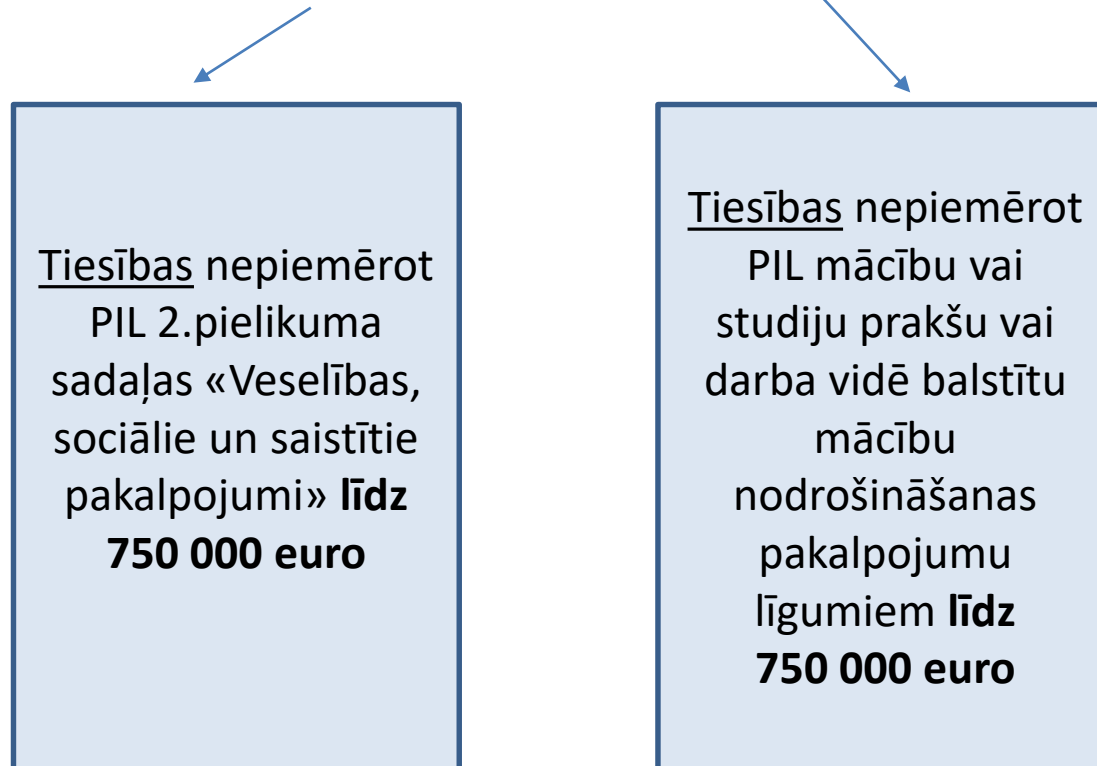 Tiesības nepiemērot
PIL 2.pielikuma
sadaļas «Veselības,
sociālie un saistītie
pakalpojumi» līdz
750 000 euro
Tiesības nepiemērot
PIL mācību vai
studiju prakšu vai
darba vidē balstītu
mācību
nodrošināšanas
pakalpojumu
līgumiem līdz
750 000 euro